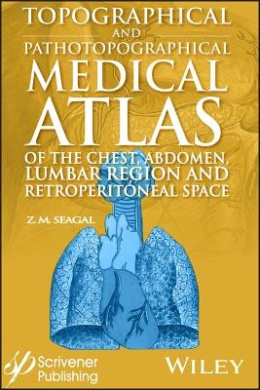 TOPOGRAPHICAL
AND
PATHOTOPOGRAPHICAL
MEDICAL
ATLAS
OF THE CHEST, ABDOMEN,
LUMBAR REGION AND
RETROPERITONEAL SPACE
Z. M. SEAGAL
Scrivener
Publishing
WILEY